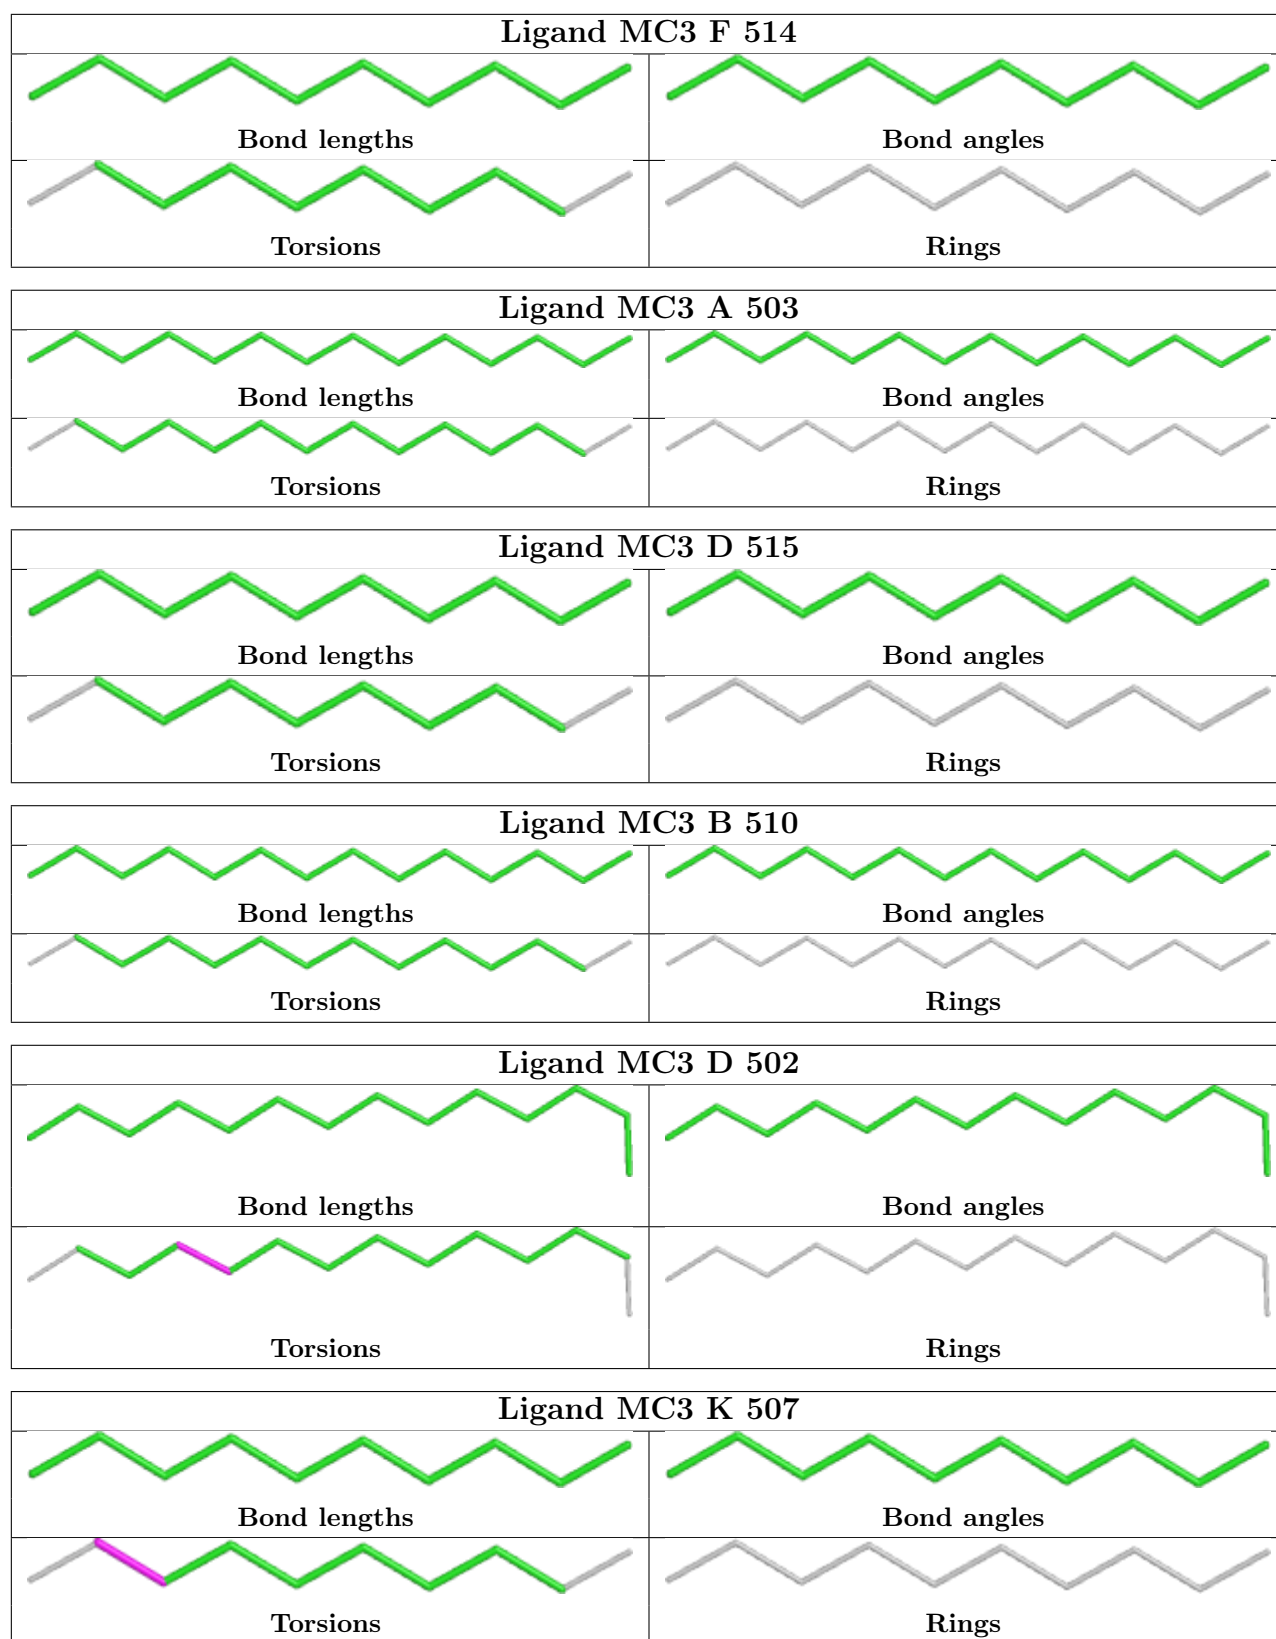 Ligand MC3 F 514
Bond lengths Bond angles
Torsions Rings
Ligand MC3 A 503
Bond lengths Bond angles
Torsions Rings
Ligand MC3 D 515
Bond lengths Bond angles
Torsions Rings
Ligand MC3 B 510
Bond lengths Bond angles
Torsions Rings
Ligand MC3 D 502
Bond lengths Bond angles
Torsions Rings
Ligand MC3 K 507
Bond lengths Bond angles
Torsions Rings